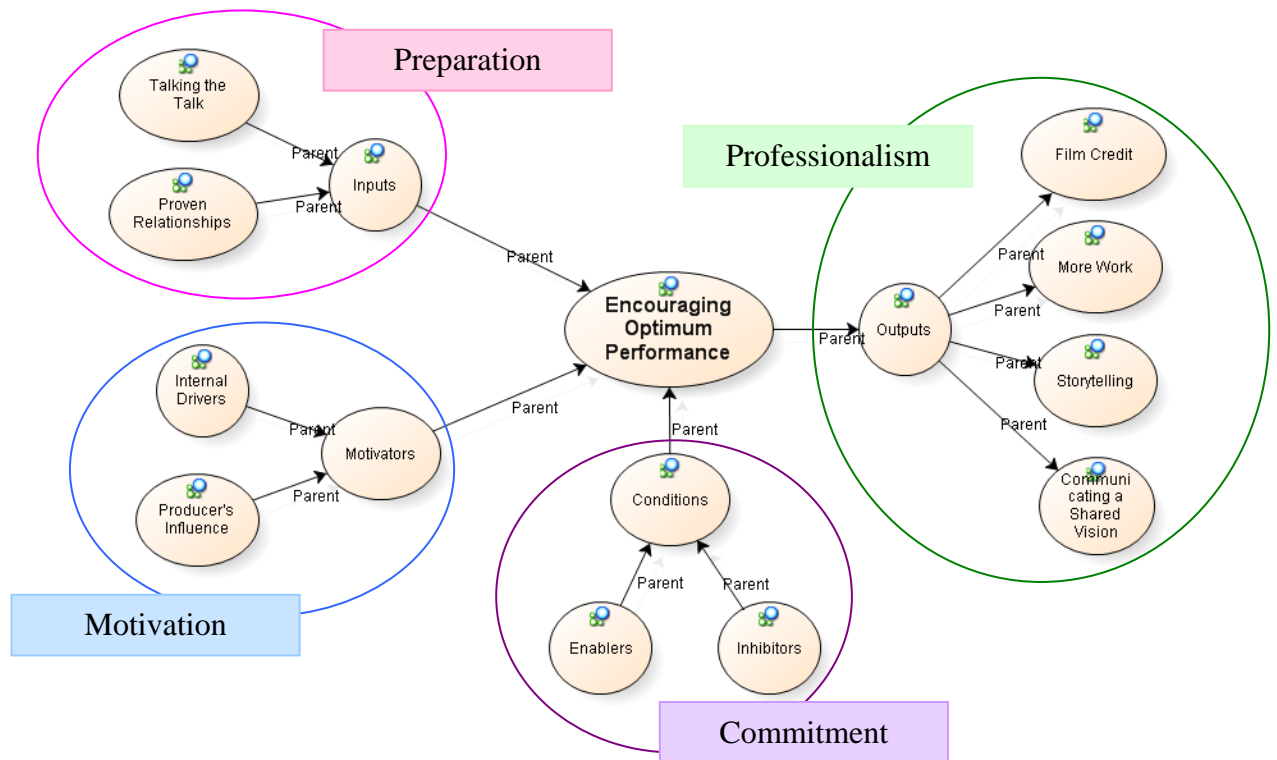 Preparation
Talking the
Talk
Parent
Inputs
Proven
Relationships
Parent
Parent
Professionalism
Film Credit
Parent
More Work
Parent
Outputs
Parent
Storytelling
Parent
Parent
Communi
cating a
Shared
Vision
Encouraging
Optimum
Performance
Internal
Drivers
Parent
Motivators
Parent
Producer's
Influence
Parent
Motivation
Parent
Conditions
Parent
Parent
Enablers
Inhibitors
Commitment